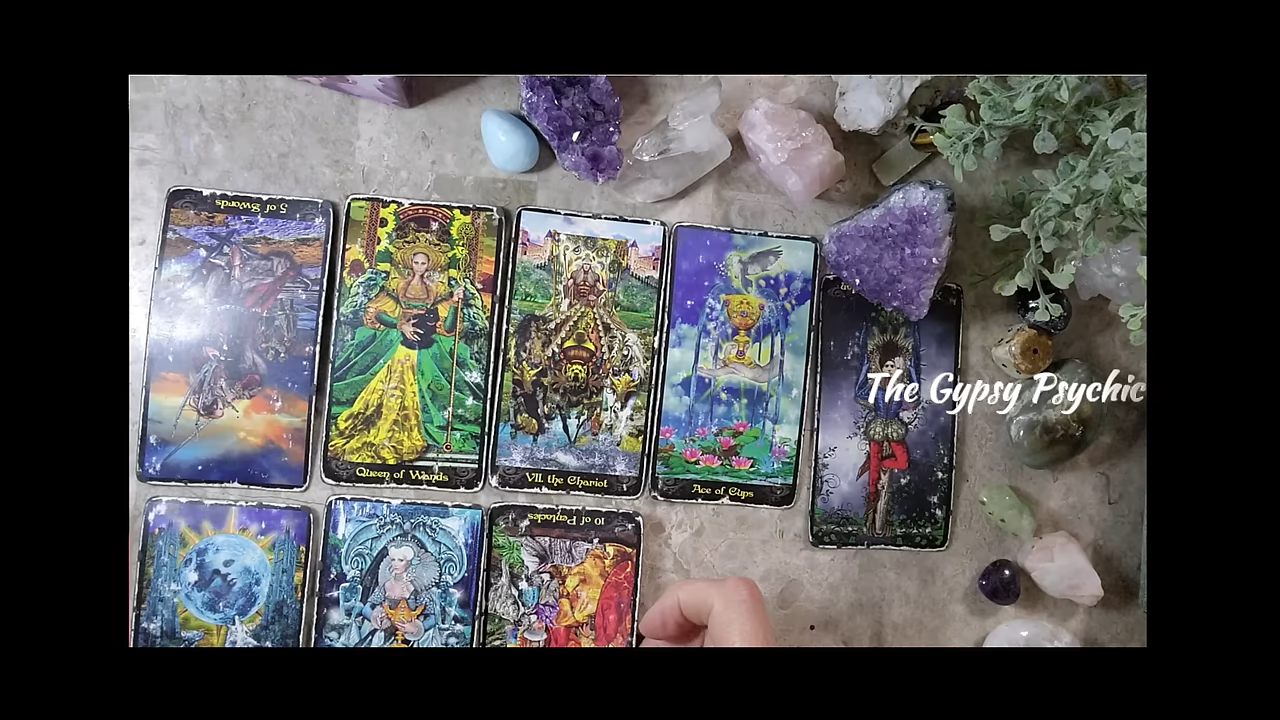 5 of Swords
Queen of Wands
VII. the Chariot
Ace of Cups
The Gypsy Psychic
10 of Pentacles